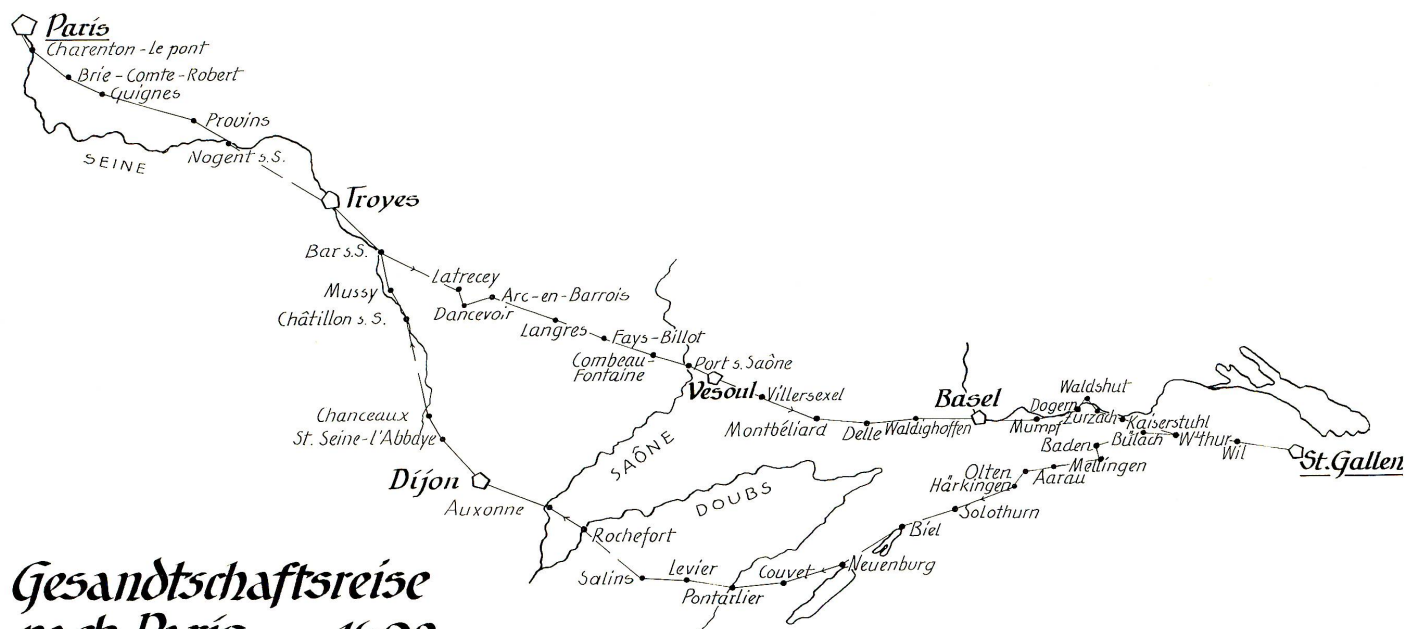 Paris
Charenton-le pont
Brie-Comte-Robert
Guignes
Provins
SEINE
Nogent s.S.
Troyes
Bar s.S.
Latrecey
Mussy
Arc-en-Barrois
Dancevoir
Châtillon s. S.
Langres
Fays-Billot
Combeau-
Fontaine
Port s. Saône
Vesoul
Villersexel
Montbéliard
Delle
Waldighoffen
Basel
Mumpf
Dogern
Waldshut
Zurzach
Kaiserstuhl
Bülach
W'thur
Wil
St. Gallen
Baden
Mellingen
Aarau
Olten
Härkingen
Solothurn
Biel
Neuenburg
Couvet
Pontarlier
Levier
Salins
Rochefort
DOUBS
SAÔNE
Auxonne
Dijon
St. Seine-l'Abbaye
Chanceaux
Gesandtschaftsreise
nach Paris